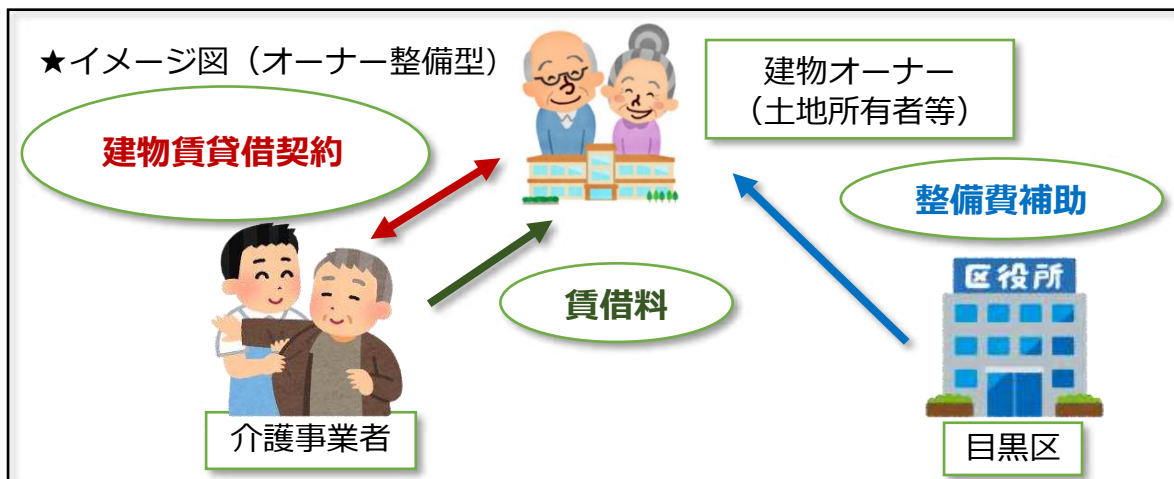 ★イメージ図（オーナー整備型）
建物オーナー
（土地所有者等）
建物賃貸借契約
整備費補助
賃借料
区役所
介護事業者
目黒区